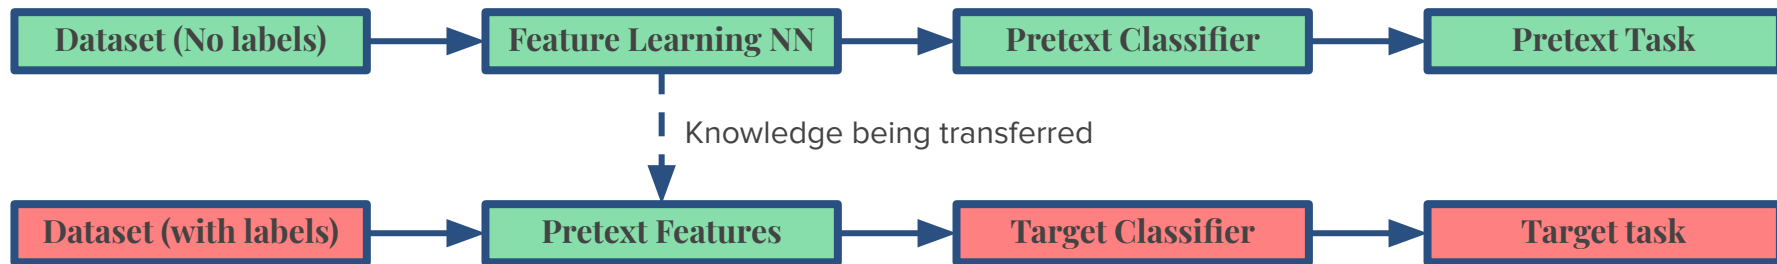 Dataset (No labels)
Feature Learning NN
Pretext Classifier
Pretext Task
Knowledge being transferred
Dataset (with labels)
Pretext Features
Target Classifier
Target task